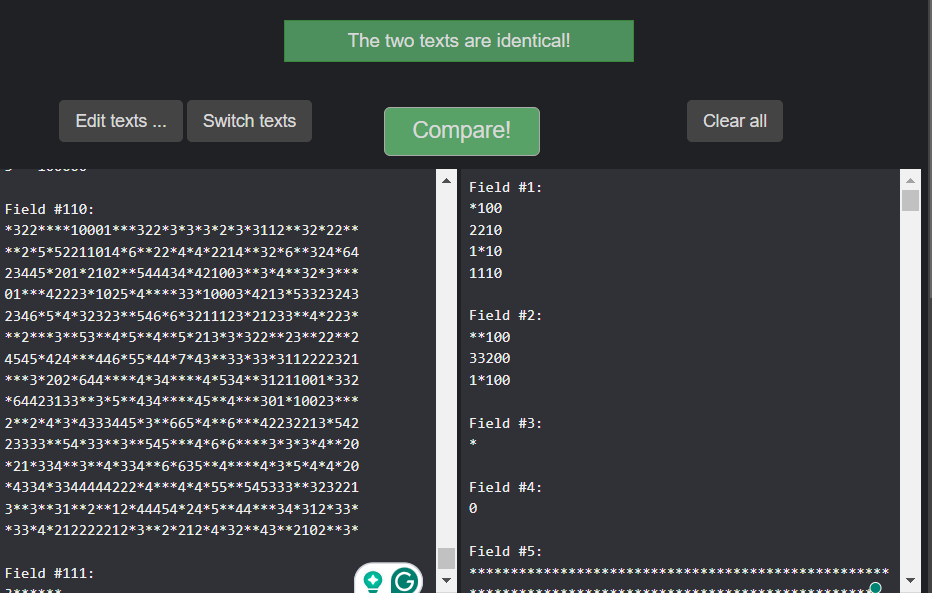 The two texts are identical!
Edit texts ...
Switch texts
Compare!
Clear all
Field #110:
*322****10001***322*3*3*3*2*3*3112**32*22**
**2*5*52211014*6**22*4*4*2214**32*6**324*64
23445*201*2102**544434*421003**3*4**32*3***
01***42223*1025*4****33*10003*4213*53323243
2346*5*4*32323**546*6*3211123*21233**4*223*
**2***3**53**4*5**4**5*213*3*322**23**22**2
4545*424***446*55*44*7*43**33*33*3112222321
***3*202*644****4*34****4*534**31211001*332
*64423133**3*5**434****45**4***301*10023***
2**2*4*3*4333445*3**665*4**6***42232213*542
23333**54*33**3**545***4*6*6****3*3*3*4**20
*21*334**3**4*334**6*635**4****4*3*5*4*4*20
*4334*3344444222*4***4*4*55**545333**323221
3**3**31**2**12*44454*24*5**44***34*312*33*
*33*4*212222212*3**2*212*4*32**43**2102**3*
Field #111:
Field #1:
*100
2210
1*10
1110
Field #2:
**100
33200
1*100
Field #3:
*
Field #4:
0
Field #5:
***************************************************